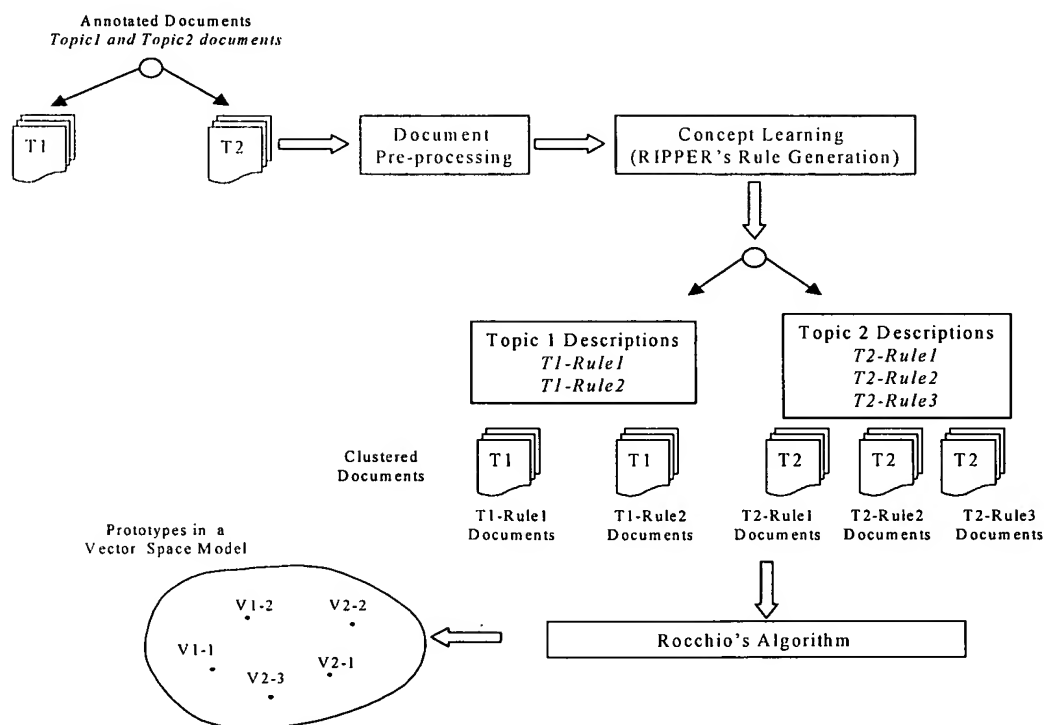 Annotated Documents
Topic1 and Topic2 documents
T1
T2
Document
Pre-processing
Concept Learning
(RIPPER's Rule Generation)
Topic 1 Descriptions
T1-Rule1
T1-Rule2
Topic 2 Descriptions
T2-Rule1
T2-Rule2
T2-Rule3
Clustered
Documents
T1
T1
T2
T2
T2
T1-Rule1
Documents
T1-Rule2
Documents
T2-Rule1
Documents
T2-Rule2
Documents
T2-Rule3
Documents
Prototypes in a
Vector Space Model
V1-2
V2-2
V1-1
V2-1
V2-3
Rocchio's Algorithm